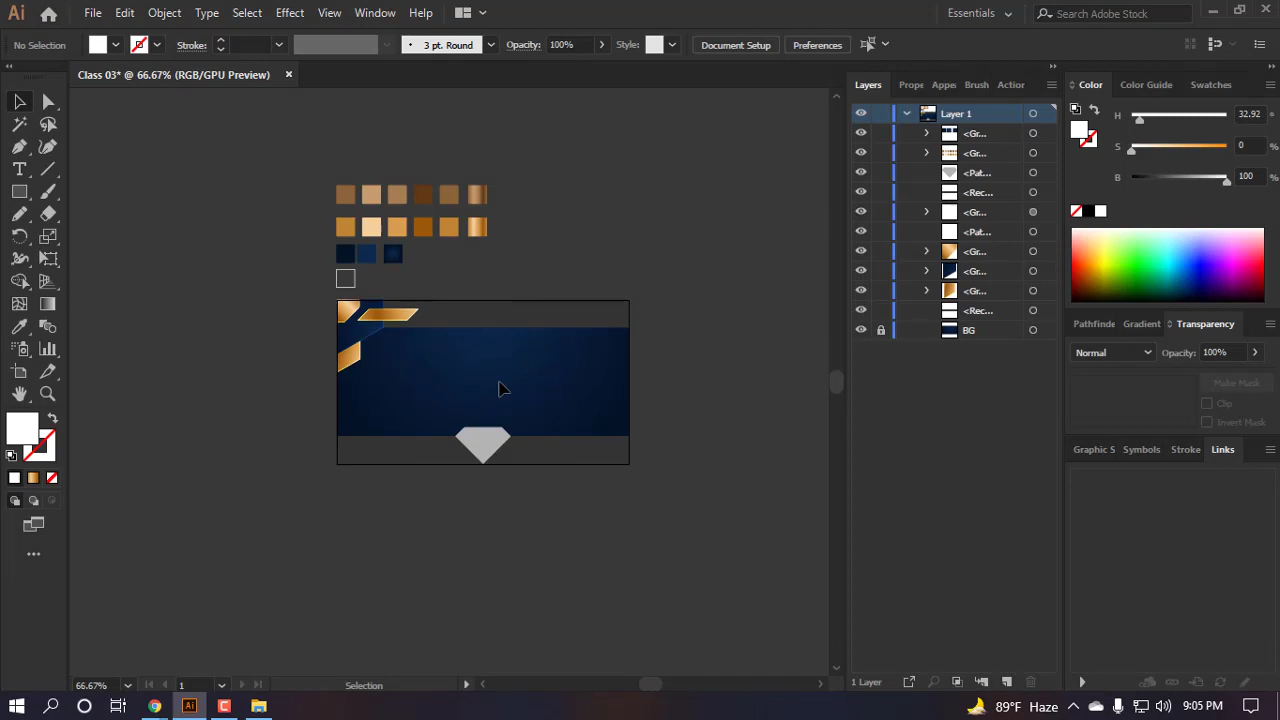 Ai File Edit Object Type Select Effect View Window Help Essentials Search Adobe Stock
No Selection Stroke: 3 pt. Round Opacity: 100% Style: Document Setup Preferences
Class 03* @ 66.67% (RGB/GPU Preview)
Layers Prope Appea Brush Action Color Color Guide Swatches
Layer 1
<Gr...
<Gr...
<Pat...
<Rec...
<Gr...
<Pat...
<Gr...
<Gr...
<Gr...
<Rec...
BG
H 32.92 °
S 0 %
B 100 %
Pathfinde Gradient Transparency
Normal Opacity: 100%
Make Mask
Clip
Invert Mask
Graphic S Symbols Stroke Links
66.67% 1 Selection 1 Layer
Ai 89°F Haze 9:05 PM